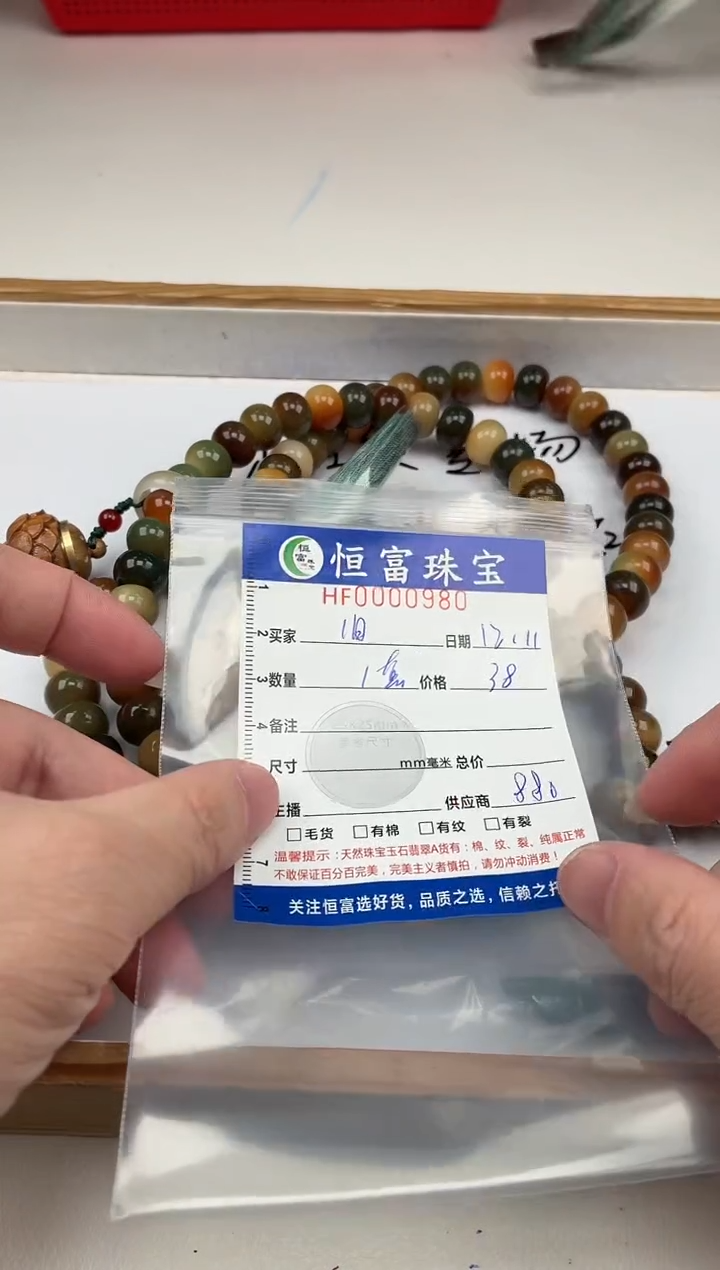 恒富珠宝
HF0000980
2 买家 日期 12.11
3 数量 1 价格 38
4 备注
尺寸 mm毫米 总价
主播 供应商 880
□毛货 □有棉 □有纹 □有裂
温馨提示：天然珠宝玉石翡翠A货有：棉、纹、裂、纯属正常
不敢保证百分百完美，完美主义者慎拍，请勿冲动消费！
关注恒富选好货，品质之选，信赖之